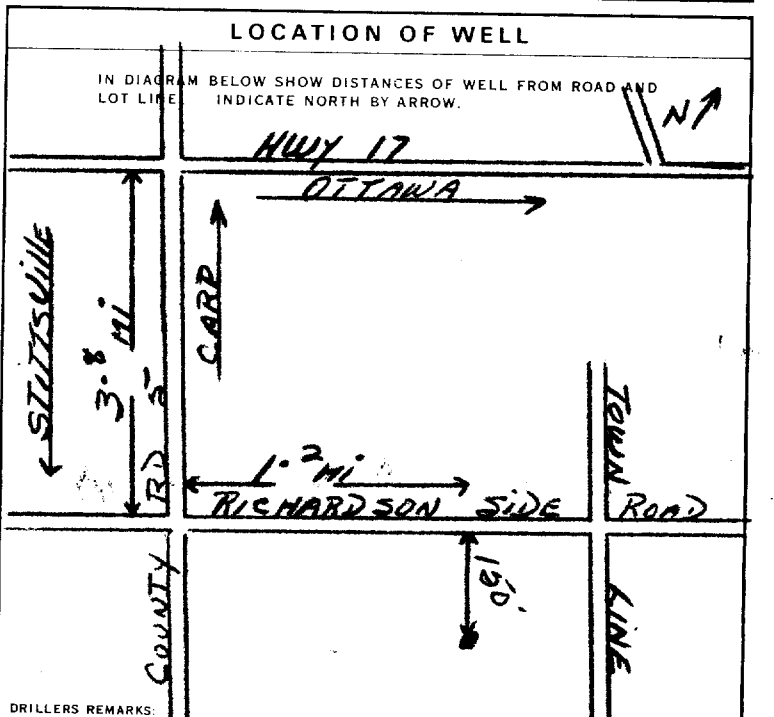 LOCATION OF WELL
IN DIAGRAM BELOW SHOW DISTANCES OF WELL FROM ROAD AND
LOT LINE INDICATE NORTH BY ARROW.
N
HWY 17
OTTAWA
STITTSVIllE
3.8 Mi
CARP
COUNTY RD 5
1.2 Mi
RICHARDSON SiDE ROAD
TOWN LINE
120'
DRILLERS REMARKS: